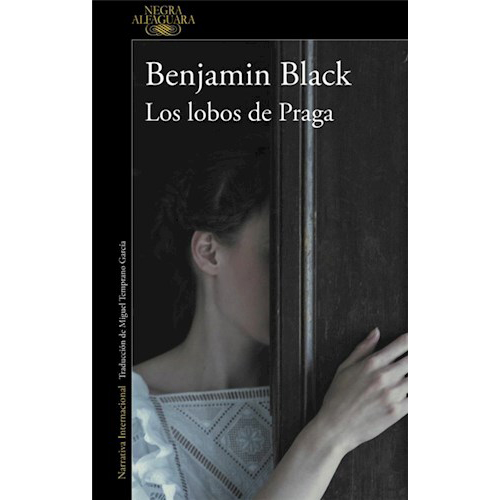 NEGRA
ALFAGUARA
Benjamin Black
Los lobos de Praga
Narrativa Internacional
Traducción de Miguel Temprano García